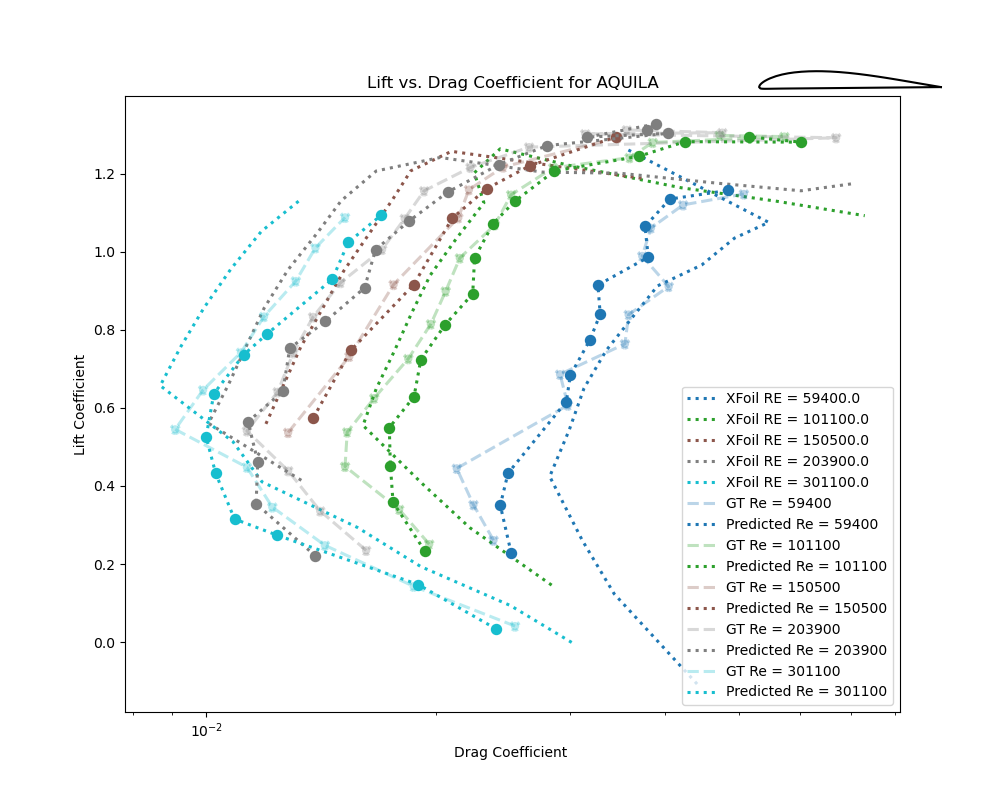 Lift vs. Drag Coefficient for AQUILA
Lift Coefficient
1.2
1.0
0.8
0.6
0.4
0.2
0.0
10⁻²
Drag Coefficient
XFoil RE = 59400.0
XFoil RE = 101100.0
XFoil RE = 150500.0
XFoil RE = 203900.0
XFoil RE = 301100.0
GT Re = 59400
Predicted Re = 59400
GT Re = 101100
Predicted Re = 101100
GT Re = 150500
Predicted Re = 150500
GT Re = 203900
Predicted Re = 203900
GT Re = 301100
Predicted Re = 301100